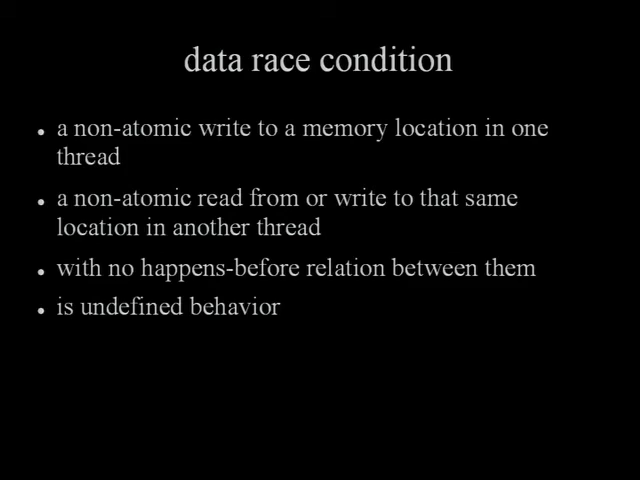 data race condition
a non-atomic write to a memory location in one
thread
a non-atomic read from or write to that same
location in another thread
with no happens-before relation between them
is undefined behavior